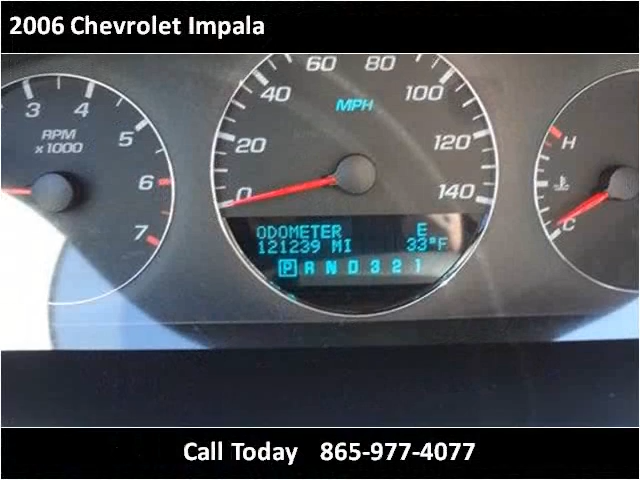 2006 Chevrolet Impala
60 80
3 4 40 100
MPH
RPM
x1000
5 20 120 H
6 0 140
7 C
ODOMETER E
121239 MI 33°F
P R N D 3 2 1
Call Today 865-977-4077